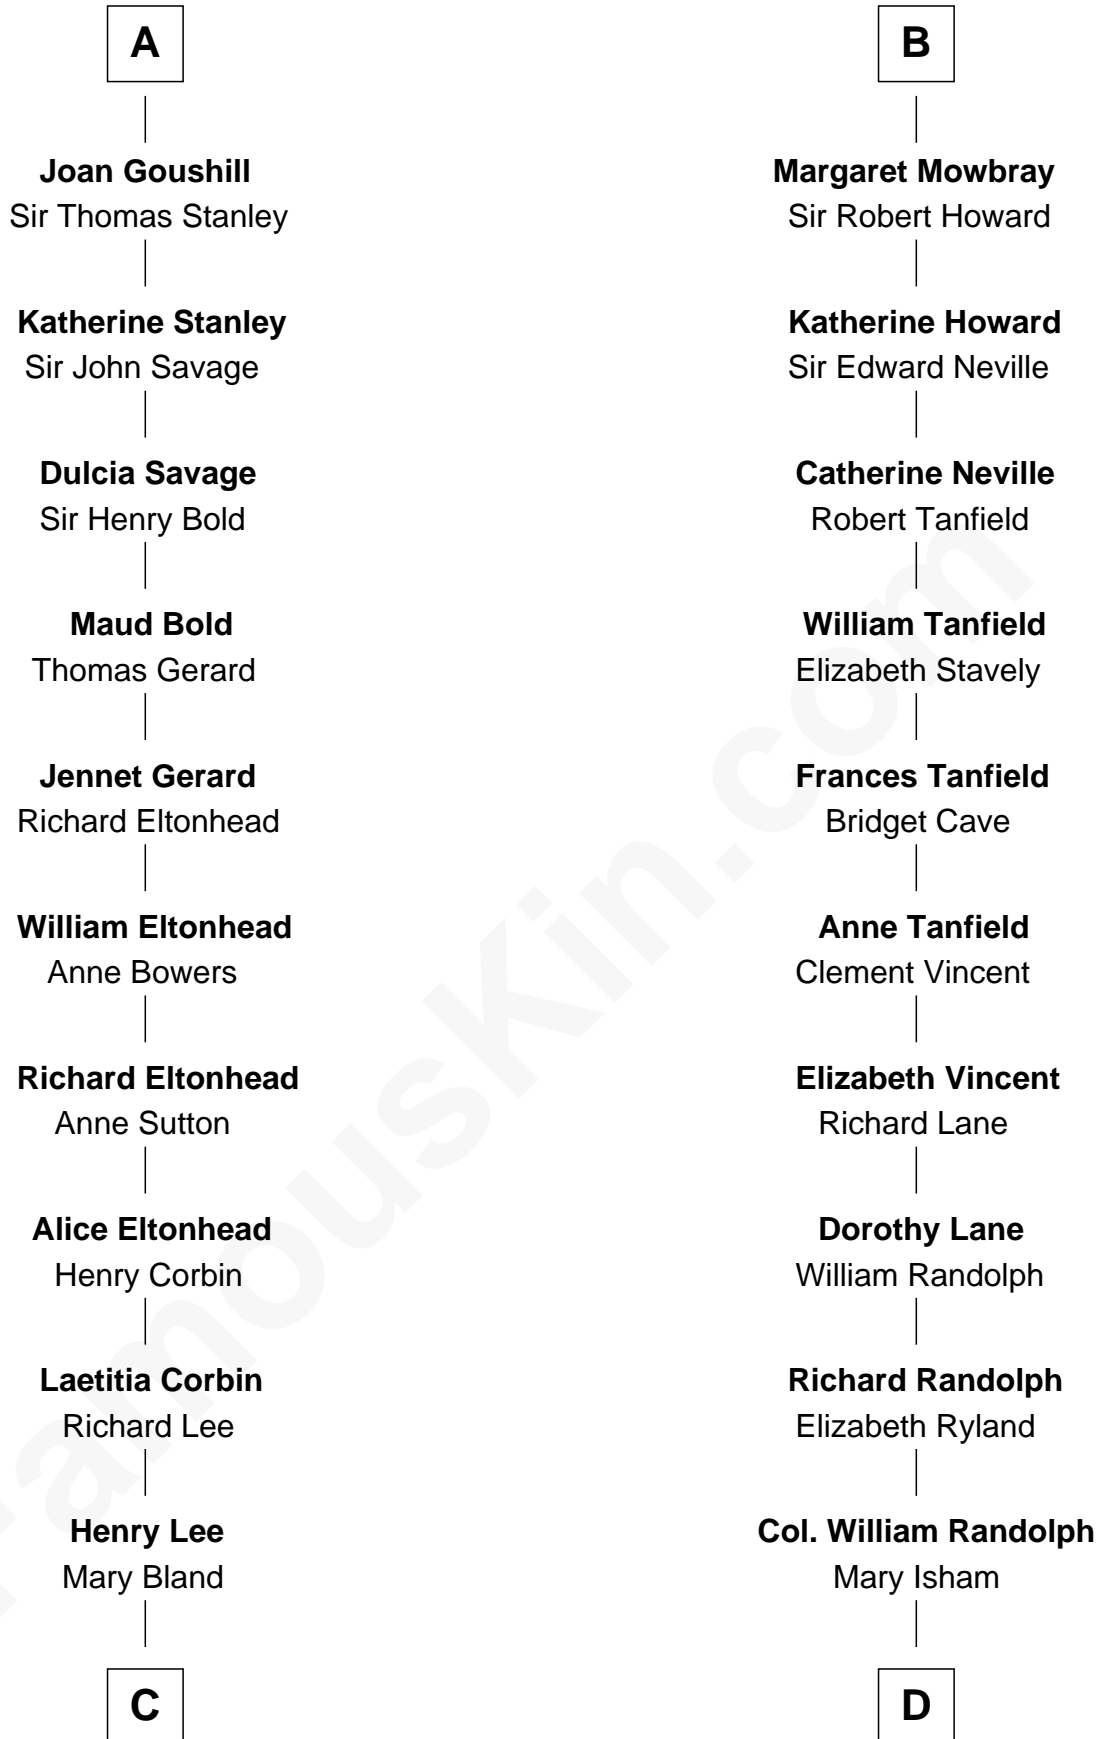 A
Joan Goushill
Sir Thomas Stanley
Katherine Stanley
Sir John Savage
Dulcia Savage
Sir Henry Bold
Maud Bold
Thomas Gerard
Jennet Gerard
Richard Eltonhead
William Eltonhead
Anne Bowers
Richard Eltonhead
Anne Sutton
Alice Eltonhead
Henry Corbin
Laetitia Corbin
Richard Lee
Henry Lee
Mary Bland
C
B
Margaret Mowbray
Sir Robert Howard
Katherine Howard
Sir Edward Neville
Catherine Neville
Robert Tanfield
William Tanfield
Elizabeth Stavely
Frances Tanfield
Bridget Cave
Anne Tanfield
Clement Vincent
Elizabeth Vincent
Richard Lane
Dorothy Lane
William Randolph
Richard Randolph
Elizabeth Ryland
Col. William Randolph
Mary Isham
D
FamousKin.com